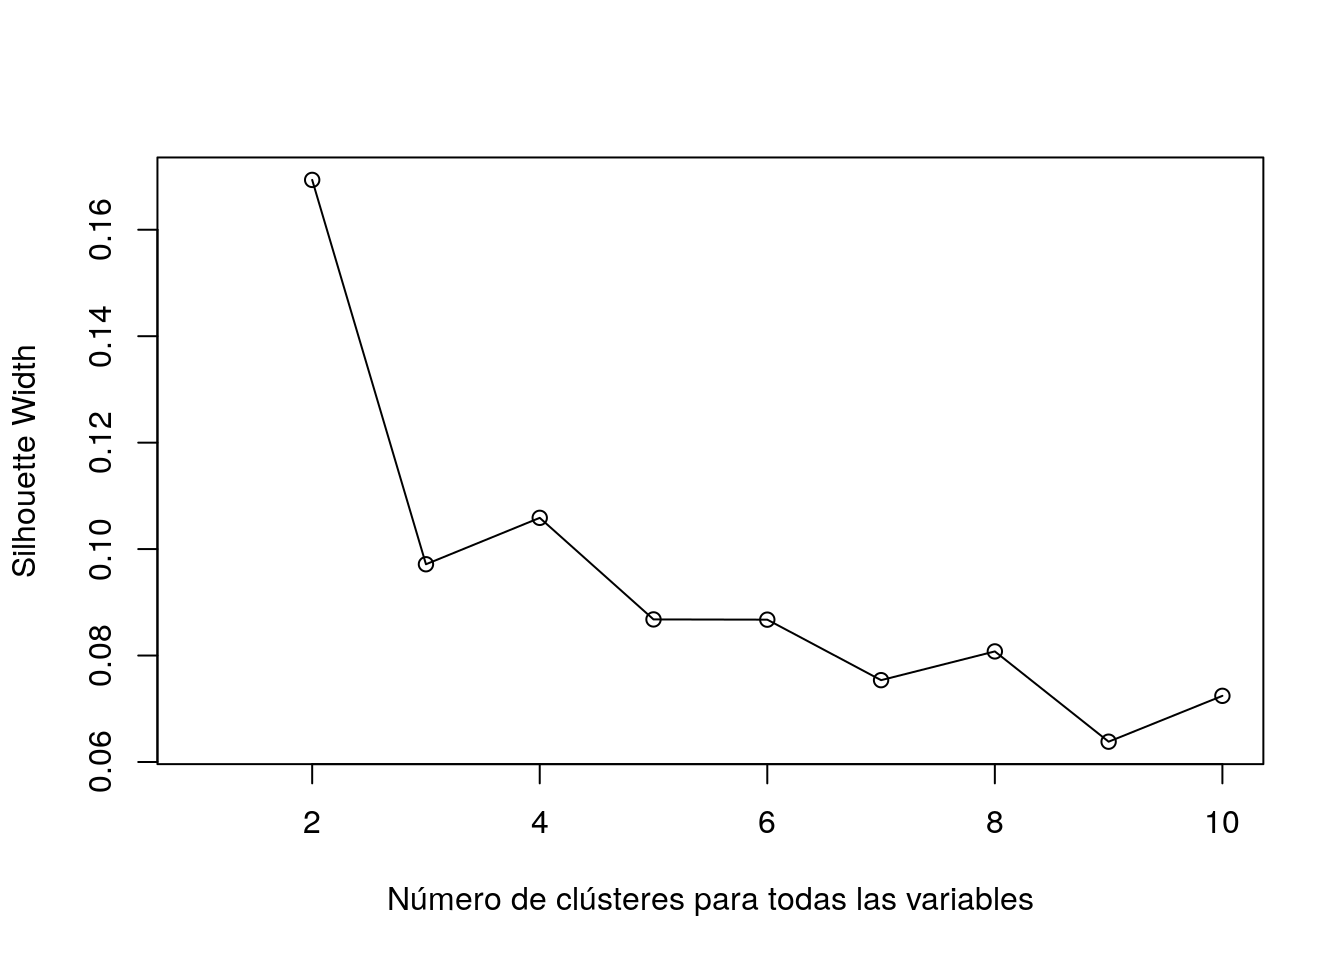 Silhouette Width
0.16
0.14
0.12
0.10
0.08
0.06
2 4 6 8 10
Número de clústeres para todas las variables